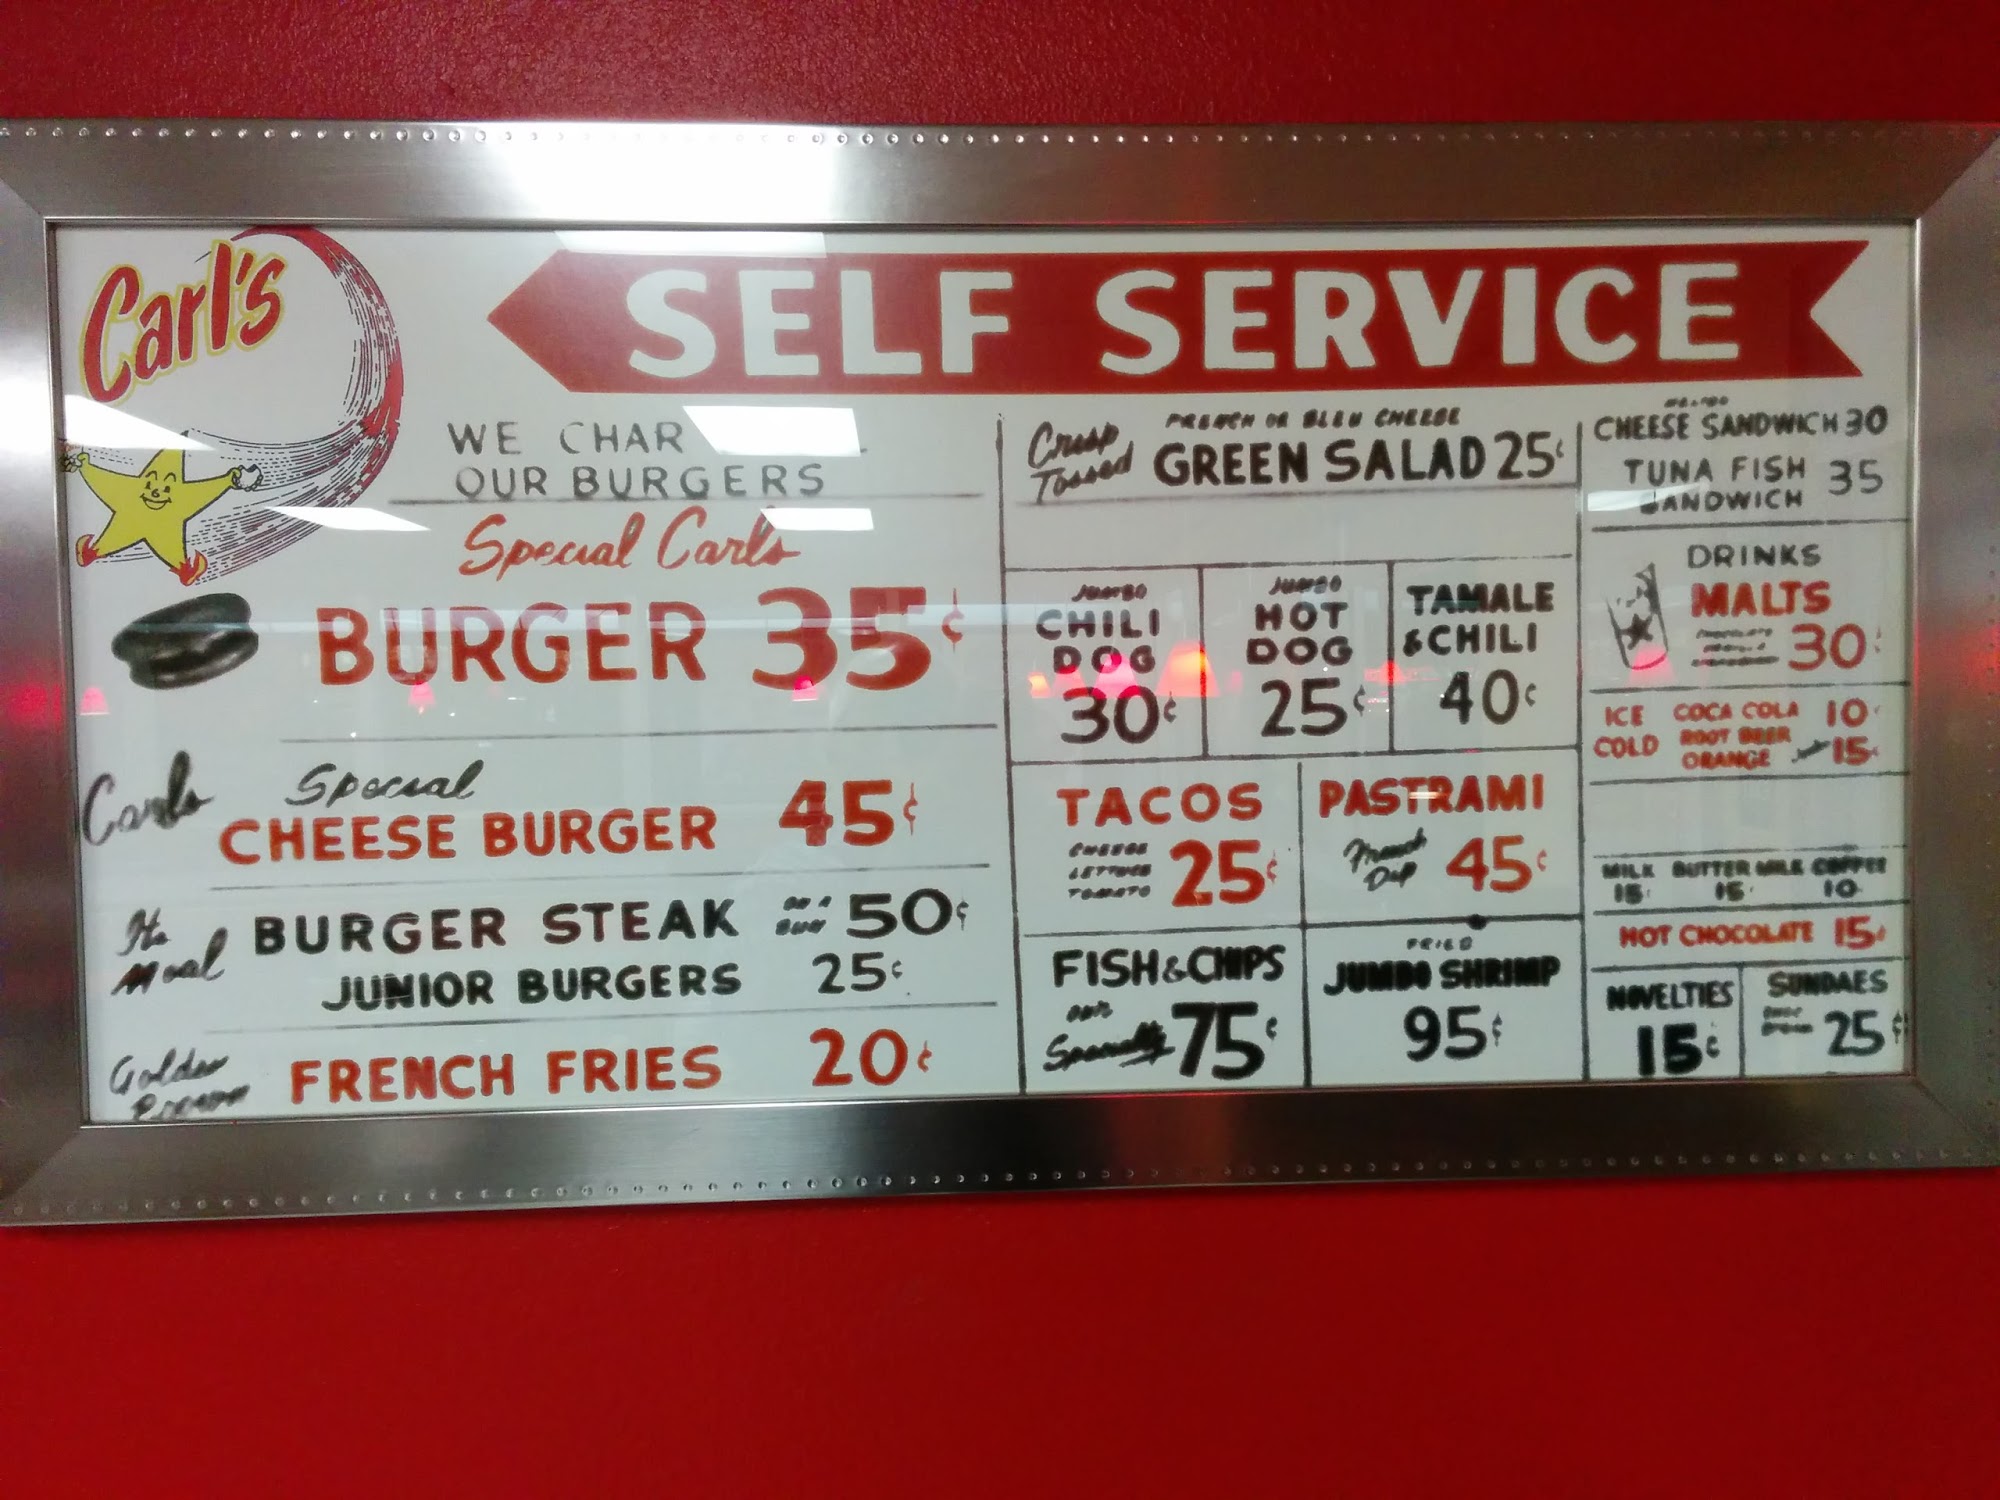 Carl's
SELF SERVICE
WE CHAR
OUR BURGERS
Special Carls
BURGER 35¢
Carls Special
CHEESE BURGER 45¢
Its a Meal
BURGER STEAK ON A BUN 50¢
JUNIOR BURGERS 25¢
Golden Brown
FRENCH FRIES 20¢
Crisp Tossed
FRENCH OR BLEU CHEESE
GREEN SALAD 25¢
JUMBO
CHILI
DOG
30¢
JUMBO
HOT
DOG
25¢
TAMALE
& CHILI
40¢
TACOS
CHEESE
LETTUCE
TOMATO
25¢
PASTRAMI
French
Dip
45¢
FISH & CHIPS
our
Specialty
75¢
FRIED
JUMBO SHRIMP
95¢
CHEESE SANDWICH 30
TUNA FISH
SANDWICH 35
DRINKS
MALTS
30¢
ICE
COLD
COCA COLA 10¢
ROOT BEER
ORANGE 15¢
MILK BUTTER MILK COFFEE
15¢ 15¢ 10
HOT CHOCOLATE 15¢
NOVELTIES
15¢
SUNDAES
25¢